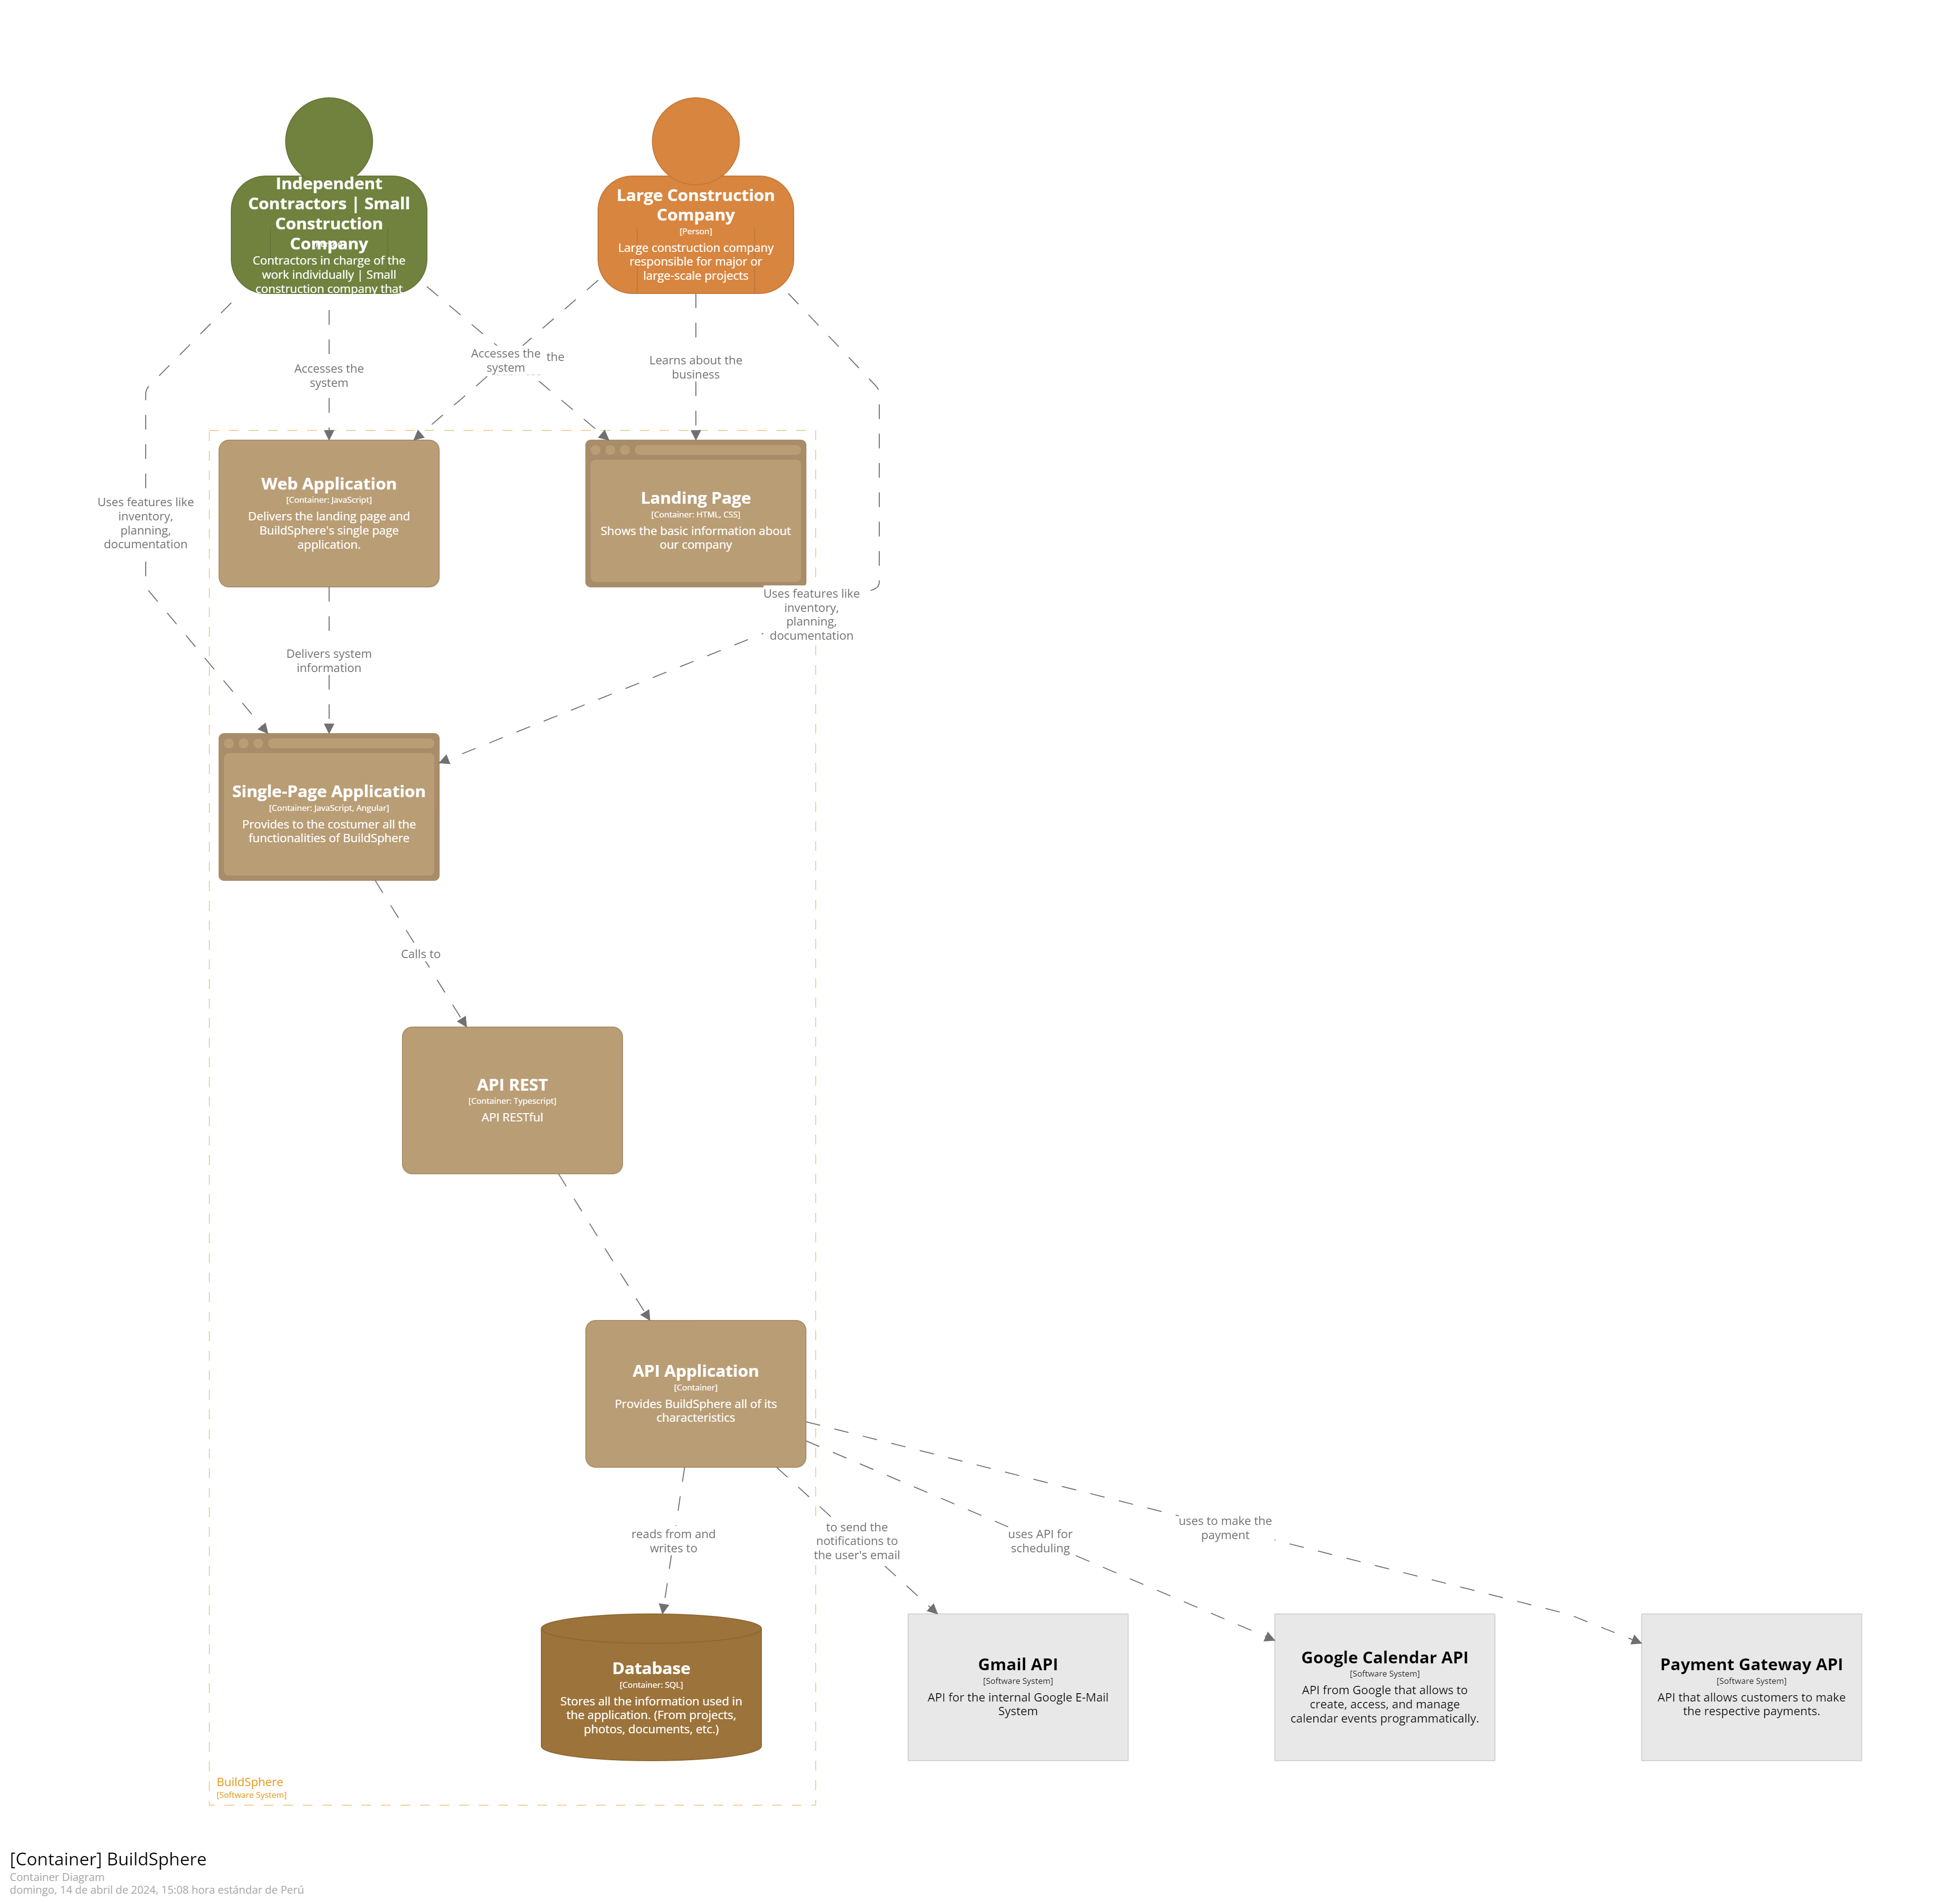 Independent
Contractors | Small
Construction
Company
Contractors in charge of the
work individually | Small
construction company that
Large Construction
Company
[Person]
Large construction company
responsible for major or
large-scale projects
Accesses the
system
Accesses the
system
the
Learns about the
business
Uses features like
inventory,
planning,
documentation
Web Application
[Container: JavaScript]
Delivers the landing page and
BuildSphere's single page
application.
Landing Page
[Container: HTML, CSS]
Shows the basic information about
our company
Uses features like
inventory,
planning,
documentation
Delivers system
information
Single-Page Application
[Container: JavaScript, Angular]
Provides to the costumer all the
functionalities of BuildSphere
Calls to
API REST
[Container: Typescript]
API RESTful
API Application
[Container]
Provides BuildSphere all of its
characteristics
reads from and
writes to
to send the
notifications to
the user's email
uses API for
scheduling
uses to make the
payment
Database
[Container: SQL]
Stores all the information used in
the application. (From projects,
photos, documents, etc.)
Gmail API
[Software System]
API for the internal Google E-Mail
System
Google Calendar API
[Software System]
API from Google that allows to
create, access, and manage
calendar events programmatically.
Payment Gateway API
[Software System]
API that allows customers to make
the respective payments.
BuildSphere
[Software System]
[Container] BuildSphere
Container Diagram
domingo, 14 de abril de 2024, 15:08 hora estándar de Perú